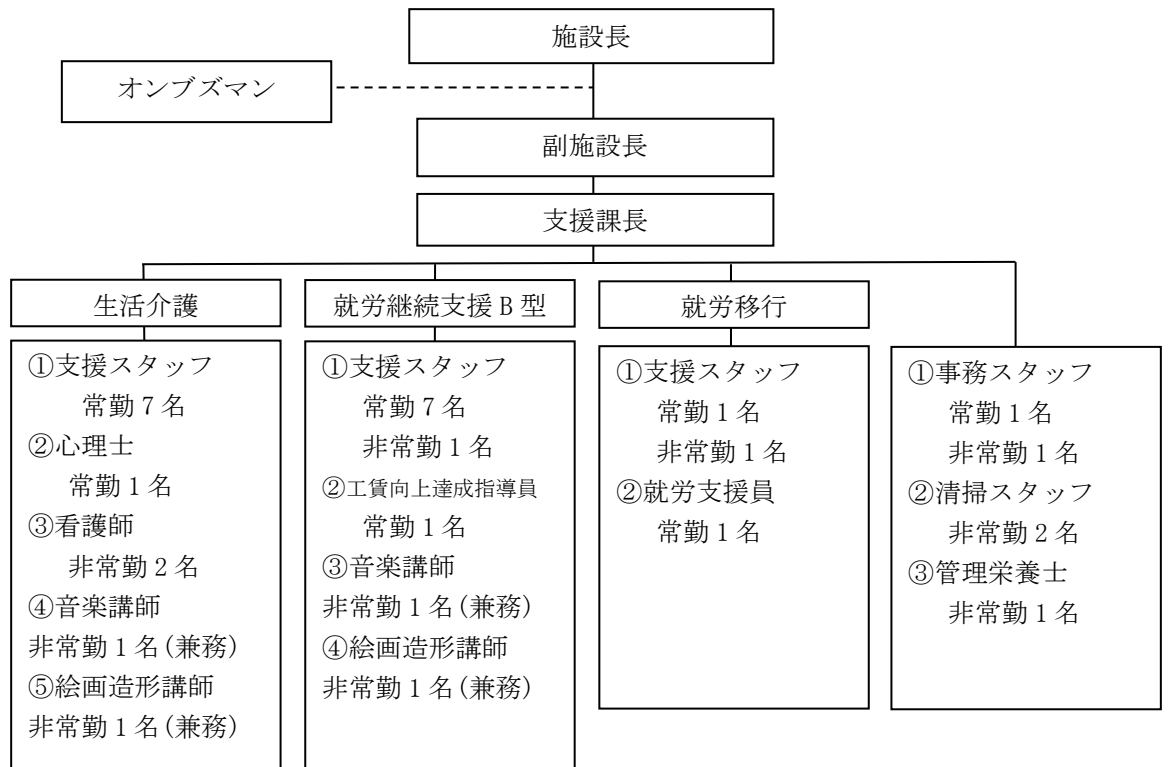 施設長
オンブズマン
副施設長
支援課長
生活介護
①支援スタッフ
常勤7名
②心理士
常勤1名
③看護師
非常勤2名
④音楽講師
非常勤1名(兼務)
⑤絵画造形講師
非常勤1名(兼務)
就労継続支援B型
①支援スタッフ
常勤7名
非常勤1名
②工賃向上達成指導員
常勤1名
③音楽講師
非常勤1名(兼務)
④絵画造形講師
非常勤1名(兼務)
就労移行
①支援スタッフ
常勤1名
非常勤1名
②就労支援員
常勤1名
①事務スタッフ
常勤1名
非常勤1名
②清掃スタッフ
非常勤2名
③管理栄養士
非常勤1名